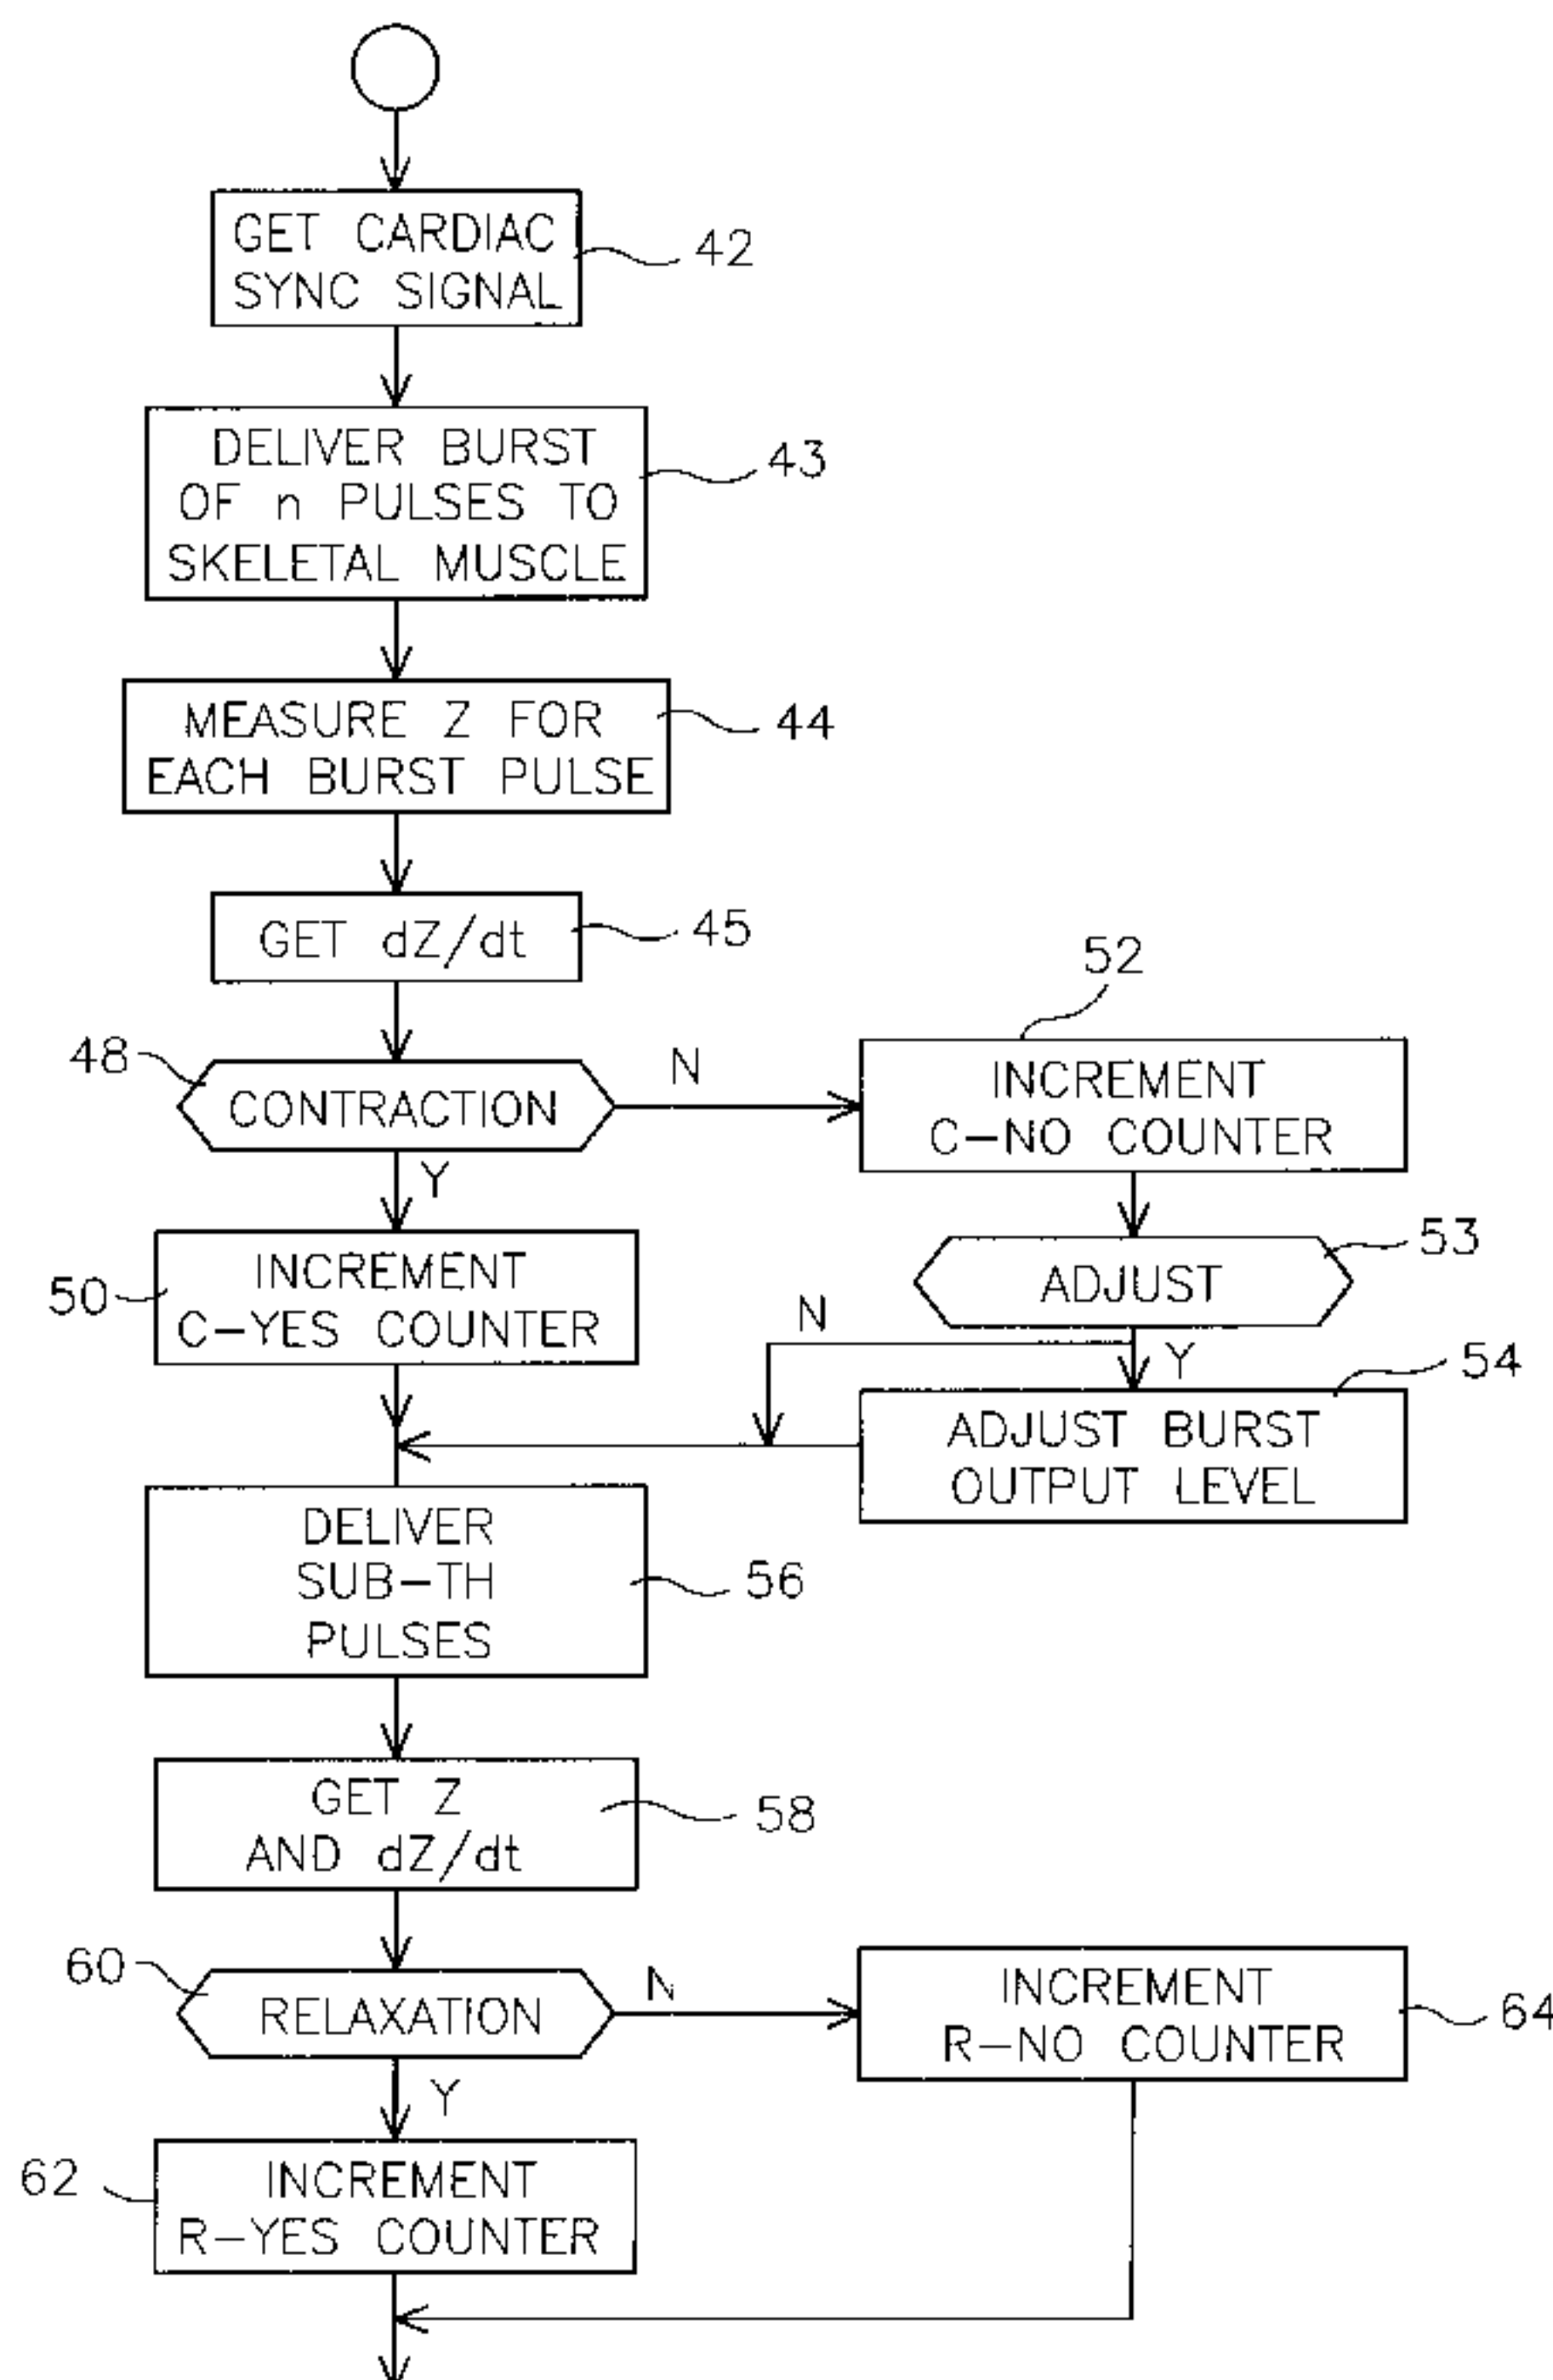 GET CARDIAC
SYNC SIGNAL
42
DELIVER BURST
OF n PULSES TO
SKELETAL MUSCLE
43
MEASURE Z FOR
EACH BURST PULSE
44
GET dZ/dt
45
48
CONTRACTION
N
Y
52
INCREMENT
C-NO COUNTER
50
INCREMENT
C-YES COUNTER
53
ADJUST
N
Y
54
ADJUST BURST
OUTPUT LEVEL
DELIVER
SUB-TH
PULSES
56
GET Z
AND dZ/dt
58
60
RELAXATION
N
Y
INCREMENT
R-NO COUNTER
64
62
INCREMENT
R-YES COUNTER